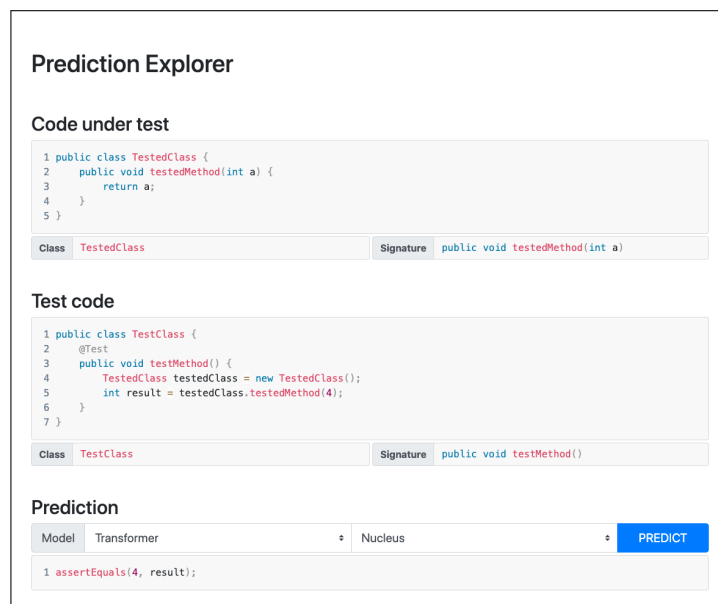 Prediction Explorer
Code under test
1 public class TestedClass {
2     public void testedMethod(int a) {
3         return a;
4     }
5 }
Class TestedClass Signature public void testedMethod(int a)
Test code
1 public class TestClass {
2     @Test
3     public void testMethod() {
4         TestedClass testedClass = new TestedClass();
5         int result = testedClass.testedMethod(4);
6     }
7 }
Class TestClass Signature public void testMethod()
Prediction
Model Transformer Nucleus PREDICT
1 assertEquals(4, result);